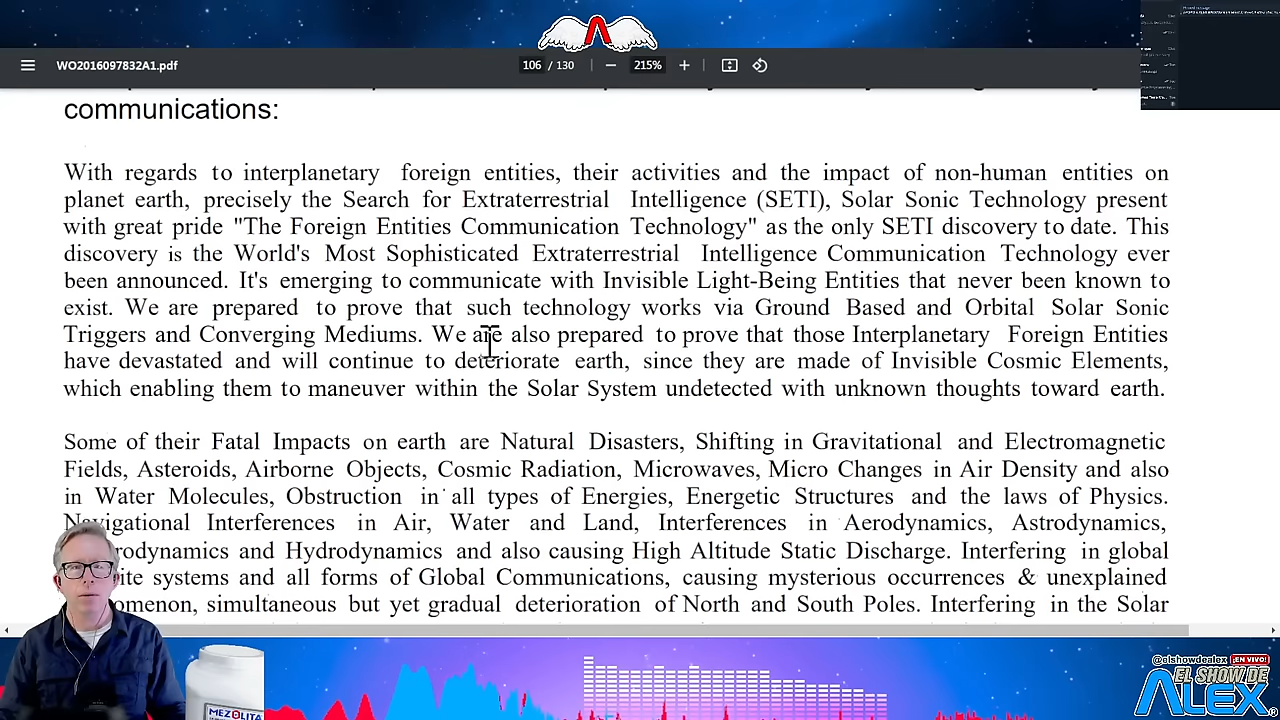 WO2016097832A1.pdf
106 / 130
215%
communications:
With regards to interplanetary foreign entities, their activities and the impact of non-human entities on
planet earth, precisely the Search for Extraterrestrial Intelligence (SETI), Solar Sonic Technology present
with great pride "The Foreign Entities Communication Technology" as the only SETI discovery to date. This
discovery is the World's Most Sophisticated Extraterrestrial Intelligence Communication Technology ever
been announced. It's emerging to communicate with Invisible Light-Being Entities that never been known to
exist. We are prepared to prove that such technology works via Ground Based and Orbital Solar Sonic
Triggers and Converging Mediums. We are also prepared to prove that those Interplanetary Foreign Entities
have devastated and will continue to deteriorate earth, since they are made of Invisible Cosmic Elements,
which enabling them to maneuver within the Solar System undetected with unknown thoughts toward earth.
Some of their Fatal Impacts on earth are Natural Disasters, Shifting in Gravitational and Electromagnetic
Fields, Asteroids, Airborne Objects, Cosmic Radiation, Microwaves, Micro Changes in Air Density and also
in Water Molecules, Obstruction in all types of Energies, Energetic Structures and the laws of Physics.
Navigational Interferences in Air, Water and Land, Interferences in Aerodynamics, Astrodynamics,
rodynamics and Hydrodynamics and also causing High Altitude Static Discharge. Interfering in global
ite systems and all forms of Global Communications, causing mysterious occurrences & unexplained
omenon, simultaneous but yet gradual deterioration of North and South Poles. Interfering in the Solar
MEZOLITA
@elshowdealex ¡EN VIVO!
EL SHOW DE
ALEX